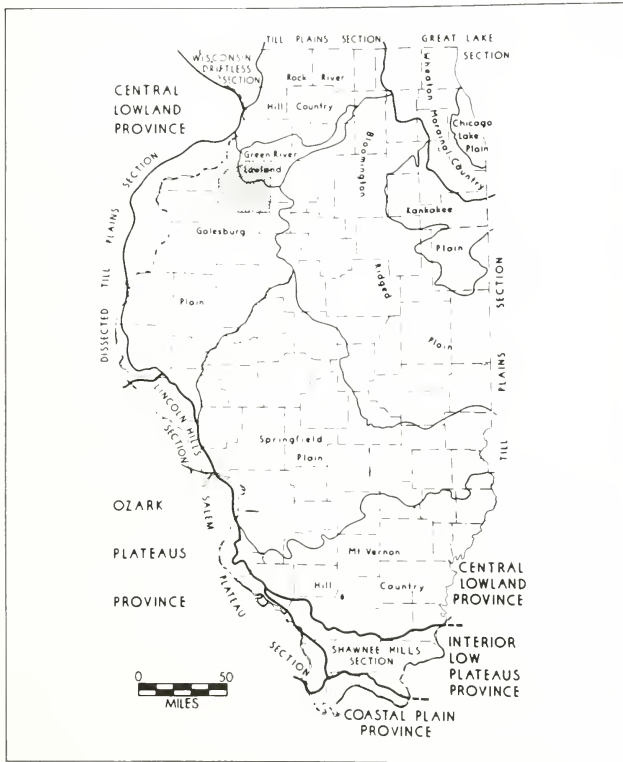 TILL PLAINS SECTION
GREAT LAKE
SECTION
WISCONSIN
DRIFTLESS
SECTION
Rock River
Hill Country
Wheaton Morainal Country
Chicago
Lake
Plain
CENTRAL
LOWLAND
PROVINCE
Green River
Lowland
Bloomington
Ridged
Plain
Kankakee
Plain
DISSECTED TILL PLAINS SECTION
Galesburg
Plain
TILL PLAINS SECTION
LINCOLN HILLS
SECTION
Springfield
Plain
OZARK
PLATEAUS
PROVINCE
SALEM PLATEAU SECTION
Mt Vernon
Hill Country
CENTRAL
LOWLAND
PROVINCE
SHAWNEE HILLS
SECTION
INTERIOR
LOW
PLATEAUS
PROVINCE
0 50
MILES
COASTAL PLAIN
PROVINCE